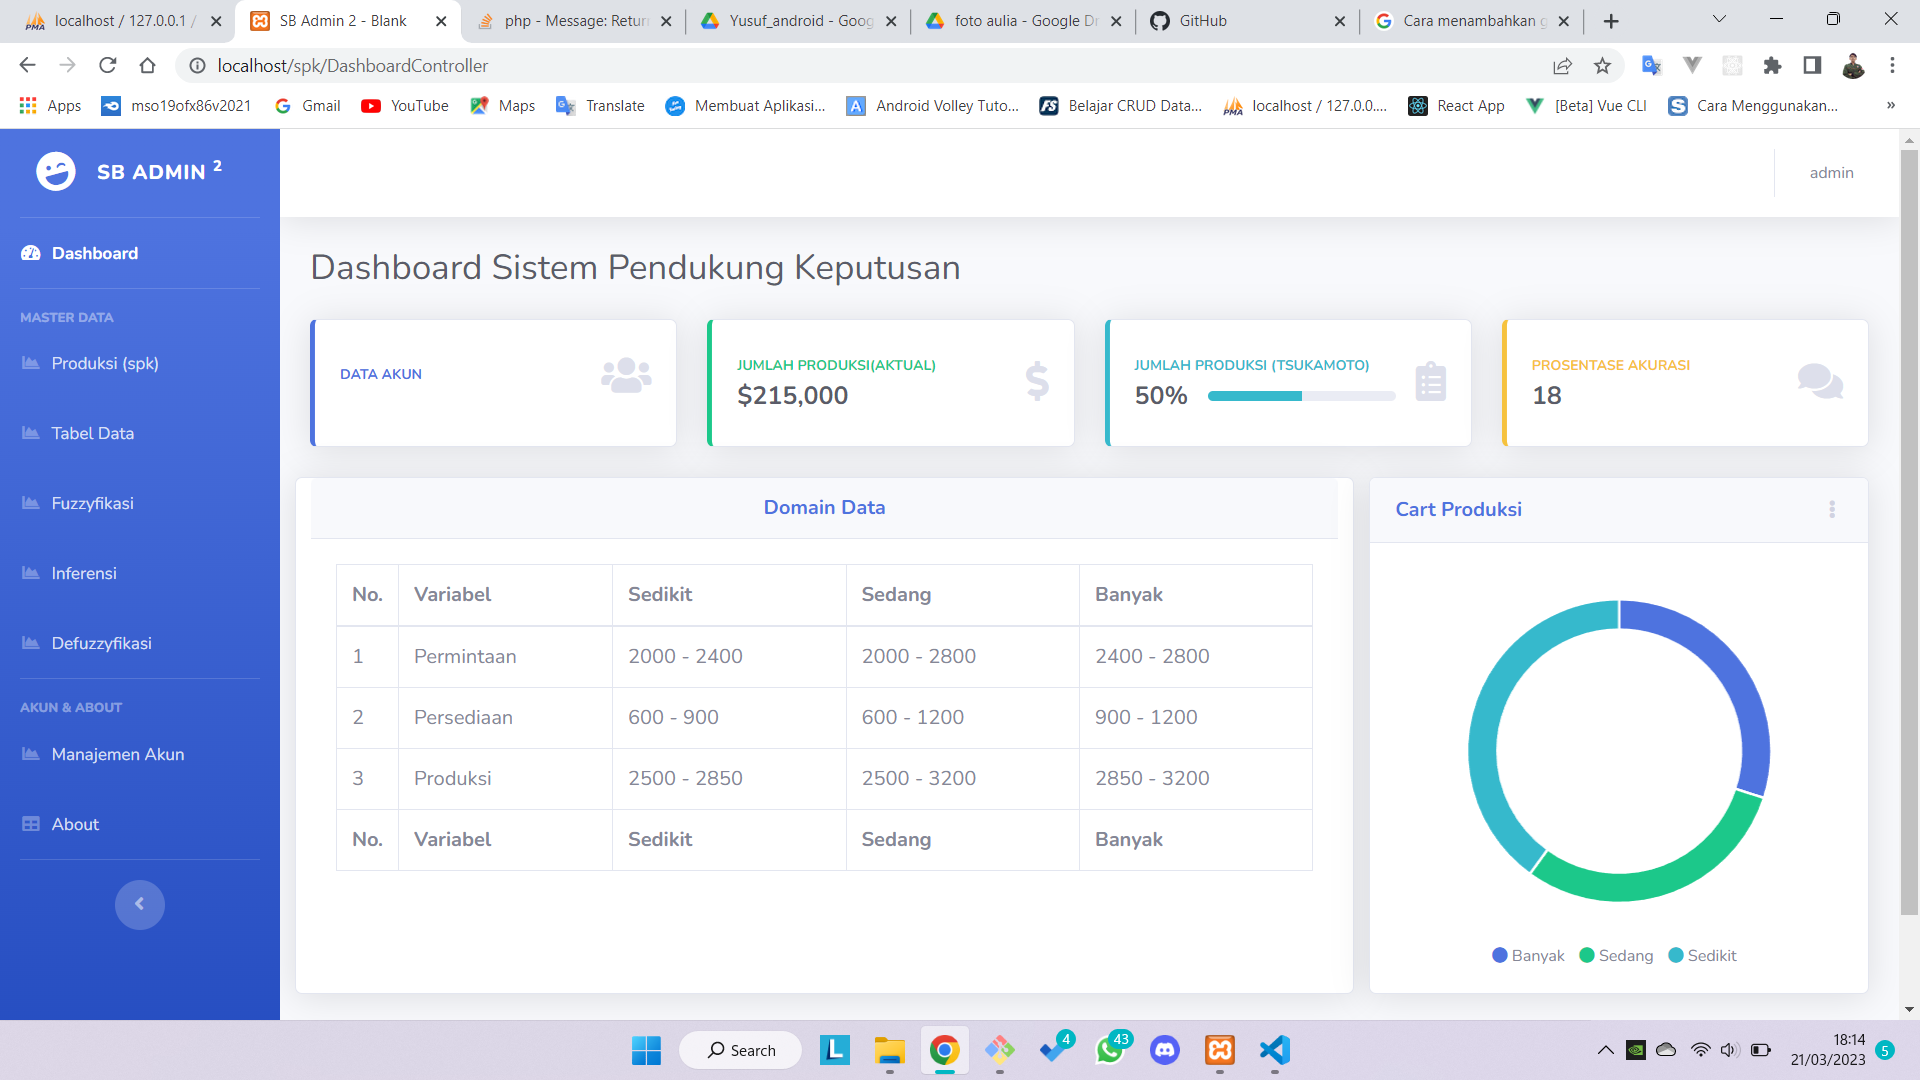 localhost / 127.0.0.1 /
SB Admin 2 - Blank
php - Message: Retur
Yusuf_android - Goog
foto aulia - Google Dr
GitHub
Cara menambahkan g
localhost/spk/DashboardController
Apps
mso19ofx86v2021
Gmail
YouTube
Maps
Translate
Membuat Aplikasi...
Android Volley Tuto...
Belajar CRUD Data...
localhost / 127.0.0....
React App
[Beta] Vue CLI
Cara Menggunakan...
»
SB ADMIN 2
admin
Dashboard
MASTER DATA
Produksi (spk)
Tabel Data
Fuzzyfikasi
Inferensi
Defuzzyfikasi
AKUN & ABOUT
Manajemen Akun
About
Dashboard Sistem Pendukung Keputusan
DATA AKUN
JUMLAH PRODUKSI(AKTUAL)
$215,000
JUMLAH PRODUKSI (TSUKAMOTO)
50%
PROSENTASE AKURASI
18
Domain Data
No. Variabel Sedikit Sedang Banyak
1 Permintaan 2000 - 2400 2000 - 2800 2400 - 2800
2 Persediaan 600 - 900 600 - 1200 900 - 1200
3 Produksi 2500 - 2850 2500 - 3200 2850 - 3200
No. Variabel Sedikit Sedang Banyak
Cart Produksi
Banyak Sedang Sedikit
Search
L
4
43
18:14
21/03/2023
5